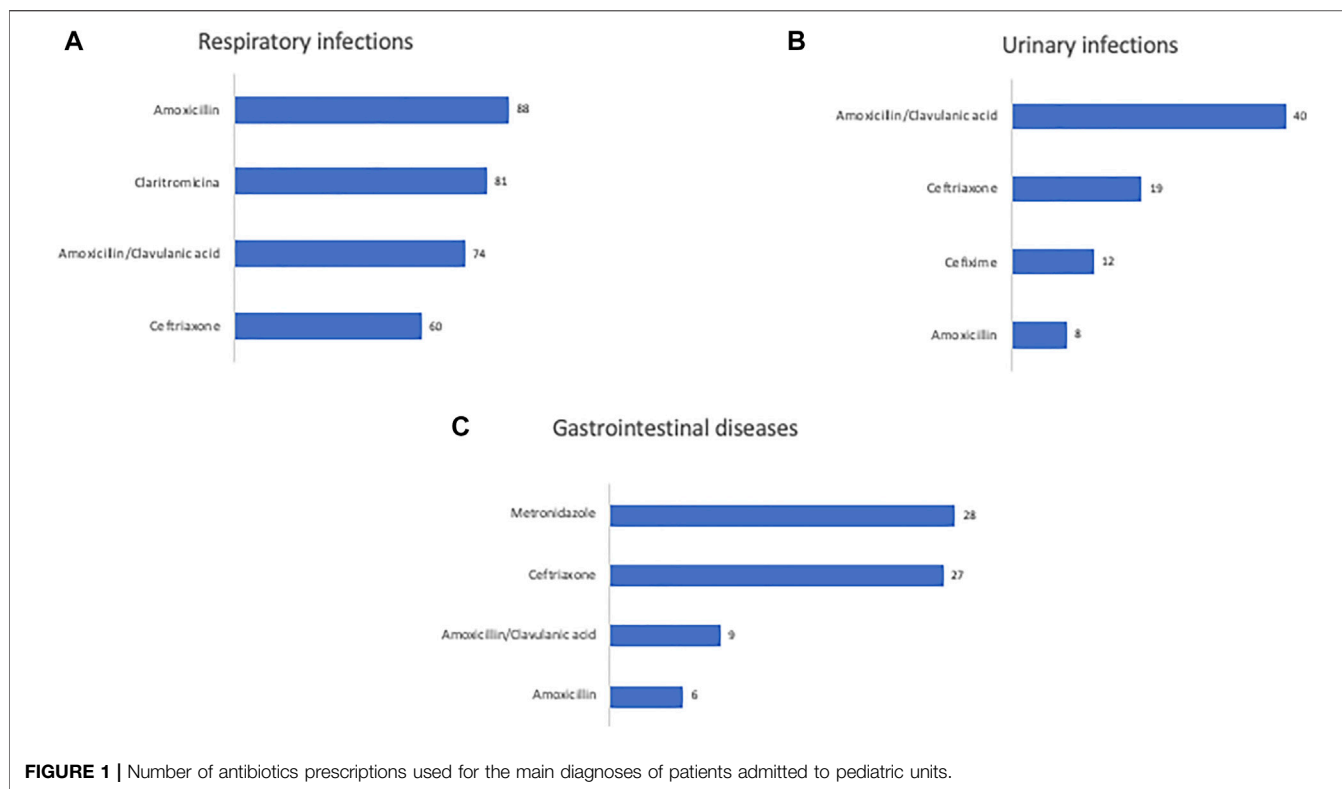 A
Respiratory infections
Amoxicillin
88
Claritromicina
81
Amoxicillin/Clavulanic acid
74
Ceftriaxone
60
B
Urinary infections
Amoxicillin/Clavulanic acid
40
Ceftriaxone
19
Cefixime
12
Amoxicillin
8
C
Gastrointestinal diseases
Metronidazole
28
Ceftriaxone
27
Amoxicillin/Clavulanic acid
9
Amoxicillin
6
FIGURE 1 | Number of antibiotics prescriptions used for the main diagnoses of patients admitted to pediatric units.